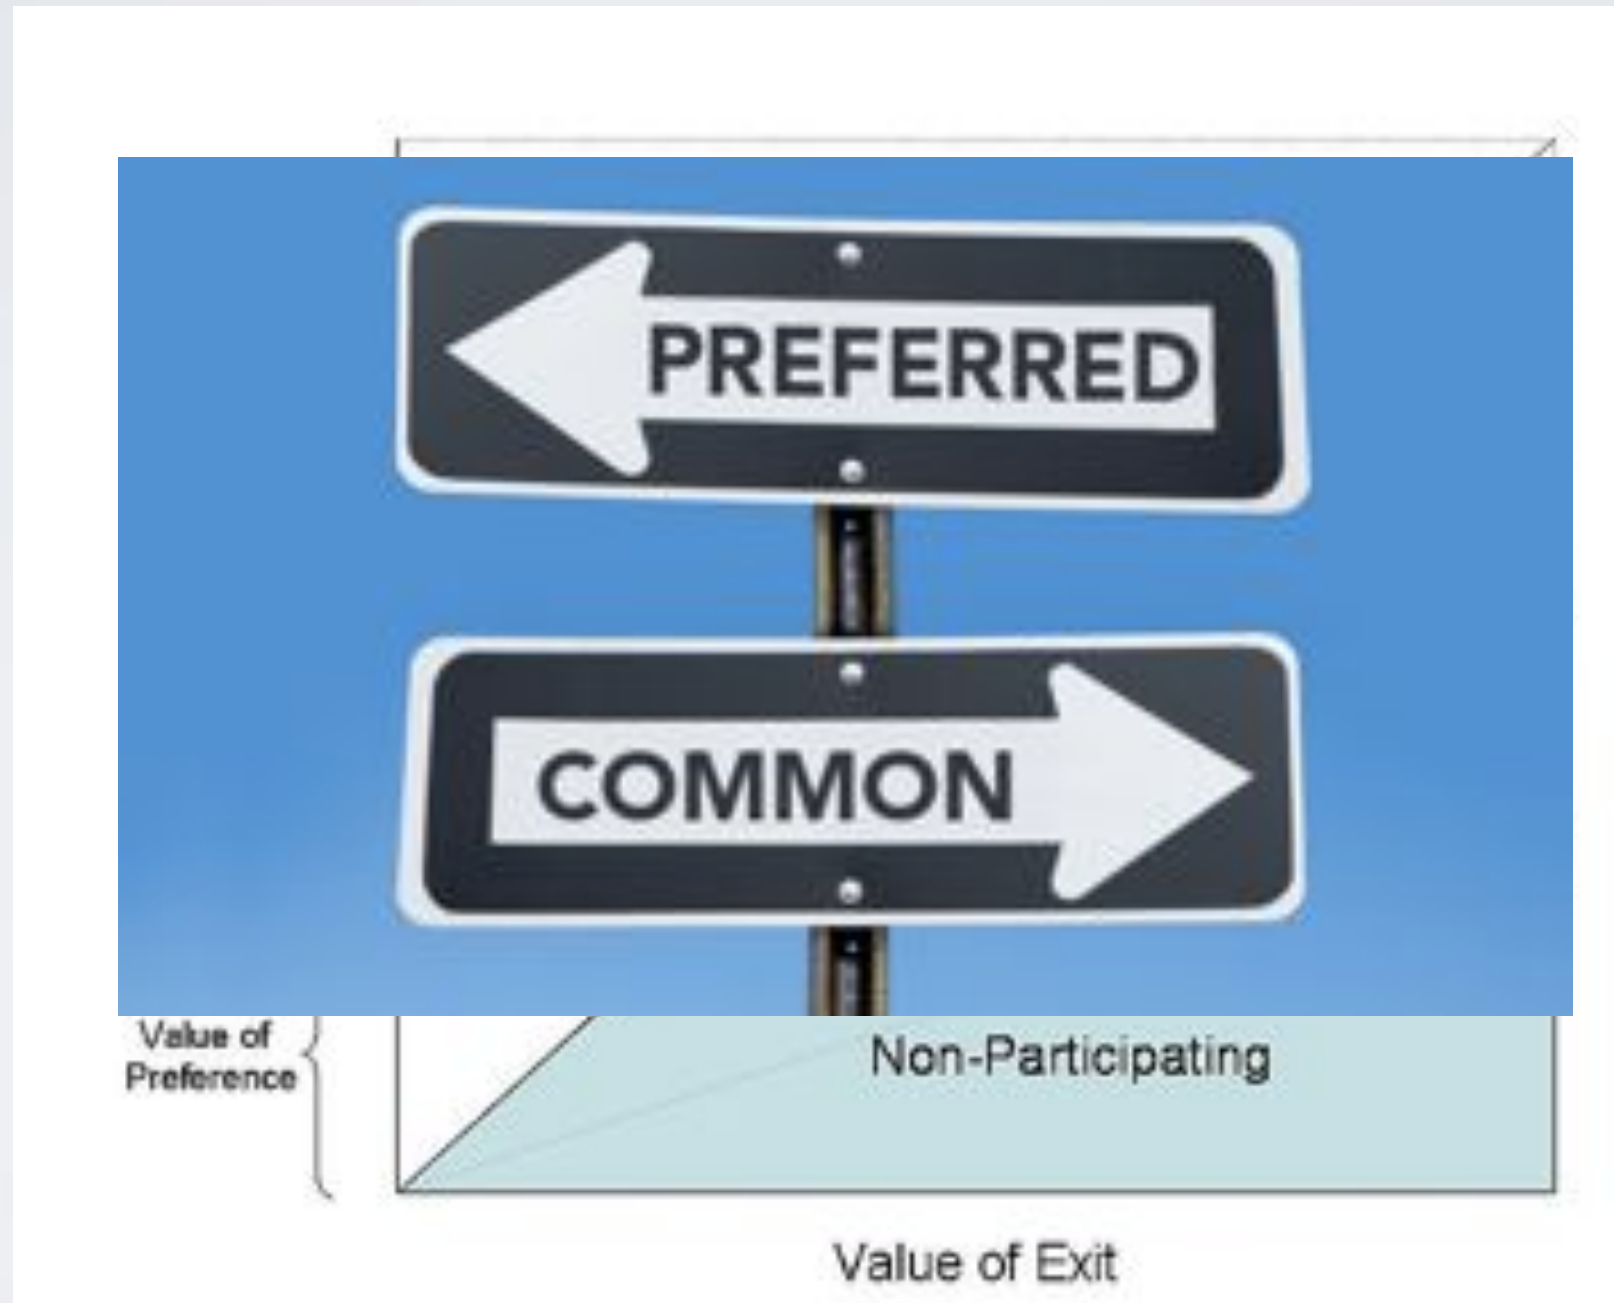 PREFERRED
COMMON
Value of
Preference
Non-Participating
Value of Exit